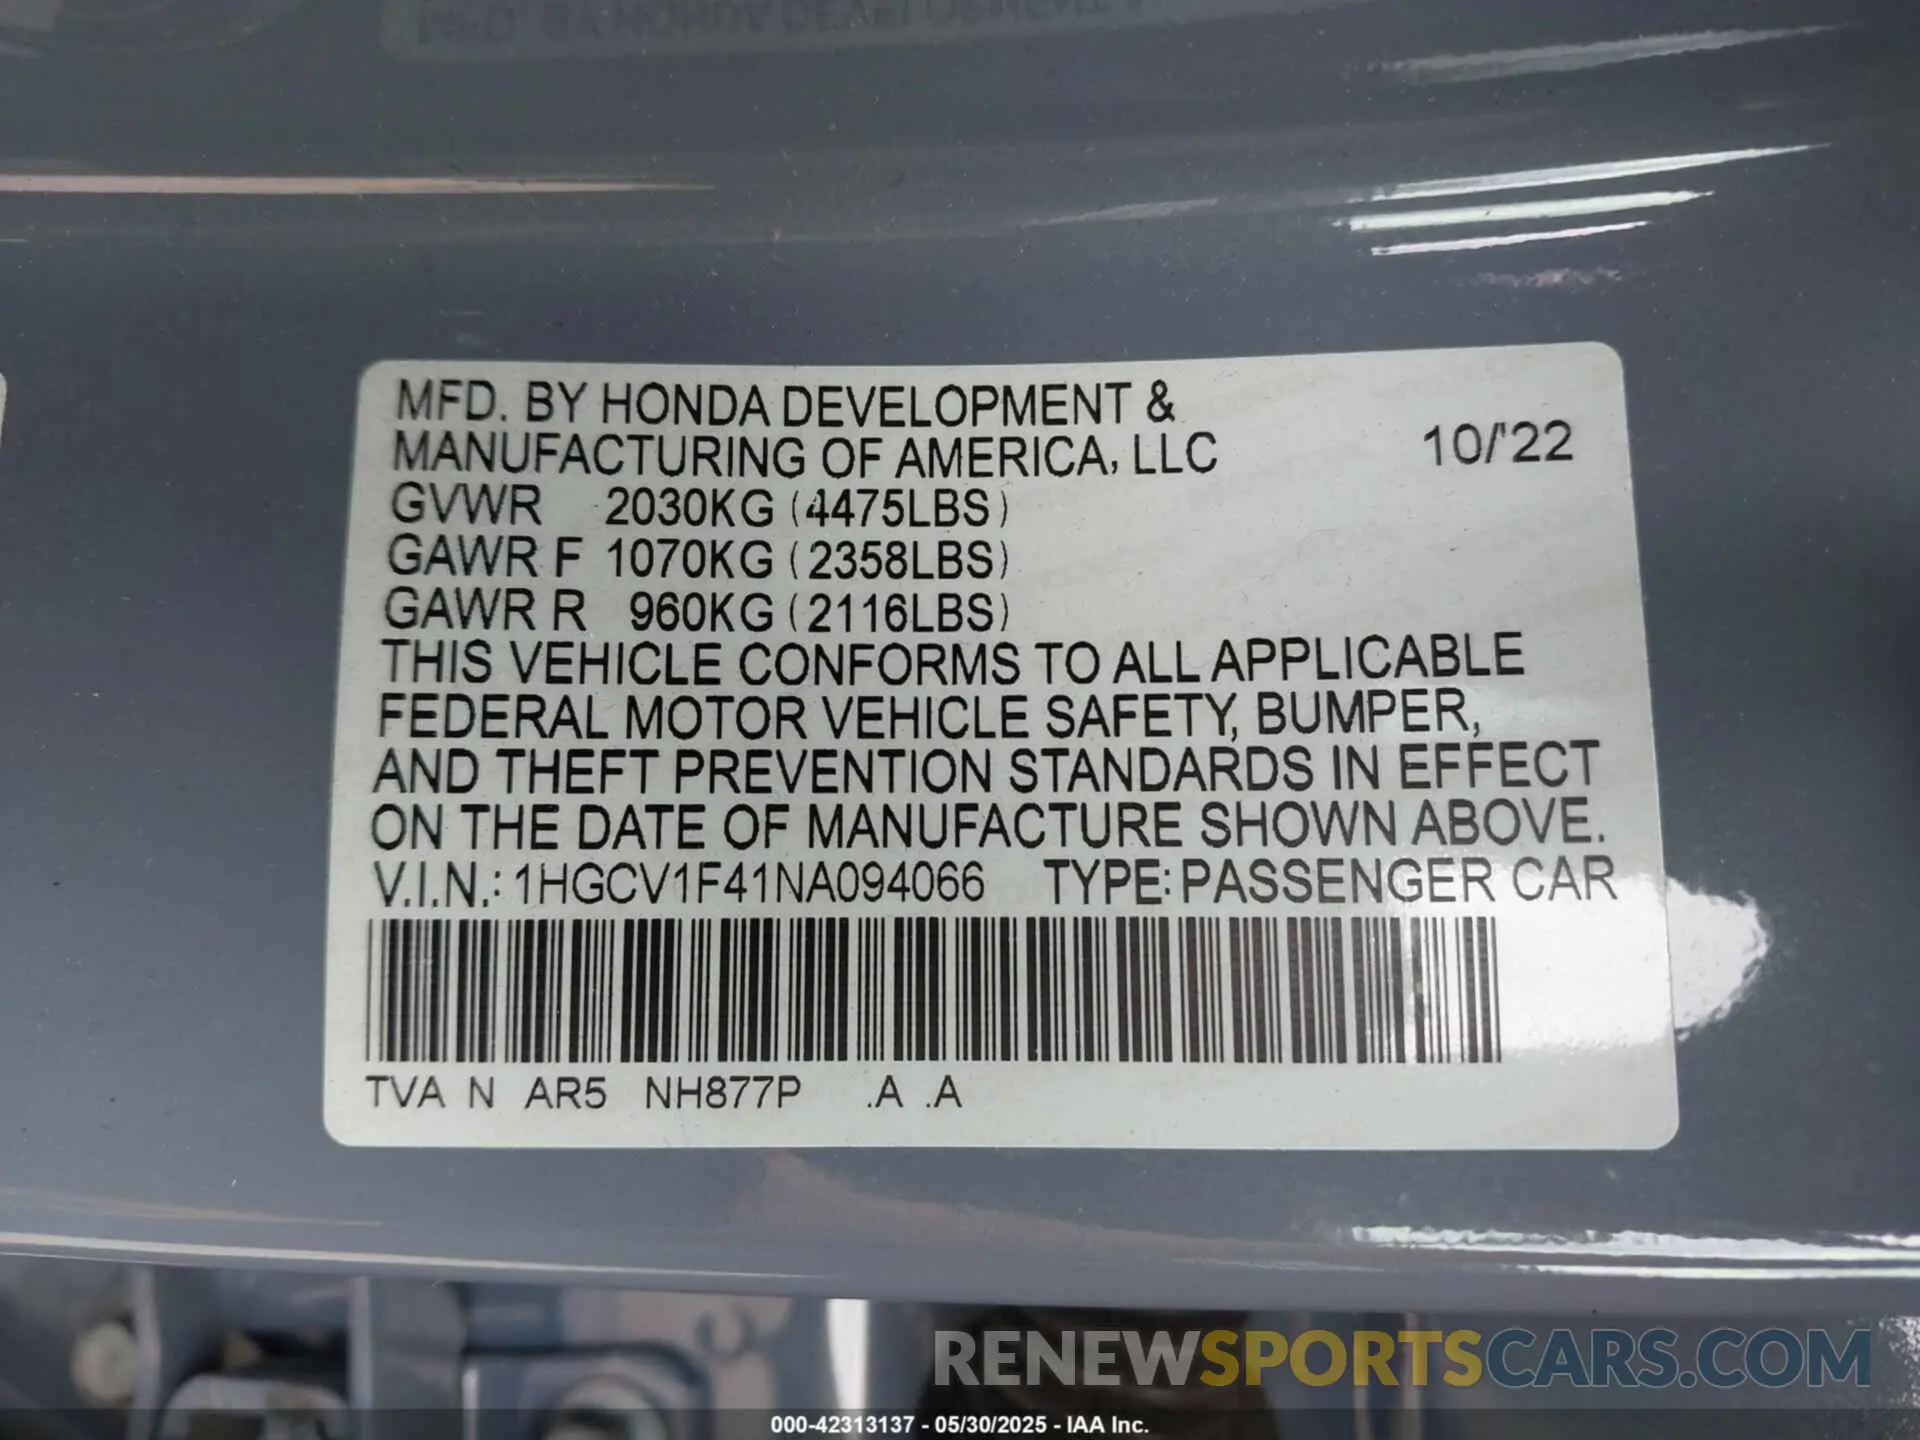 MFD. BY HONDA DEVELOPMENT &
MANUFACTURING OF AMERICA, LLC 10/'22
GVWR 2030KG (4475LBS)
GAWR F 1070KG (2358LBS)
GAWR R 960KG (2116LBS)
THIS VEHICLE CONFORMS TO ALL APPLICABLE
FEDERAL MOTOR VEHICLE SAFETY, BUMPER,
AND THEFT PREVENTION STANDARDS IN EFFECT
ON THE DATE OF MANUFACTURE SHOWN ABOVE.
V.I.N.: 1HGCV1F41NA094066 TYPE: PASSENGER CAR
TVA N AR5 NH877P .A .A
RENEWSPORTSCARS.COM
000-42313137 - 05/30/2025 - IAA Inc.